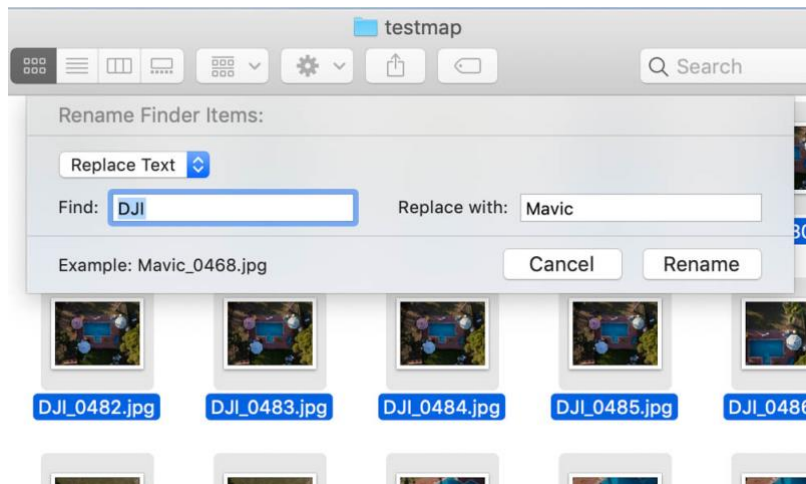 testmap
Search
Rename Finder Items:
Replace Text
Find: DJI Replace with: Mavic
Example: Mavic_0468.jpg Cancel Rename
DJI_0482.jpg DJI_0483.jpg DJI_0484.jpg DJI_0485.jpg DJI_0486